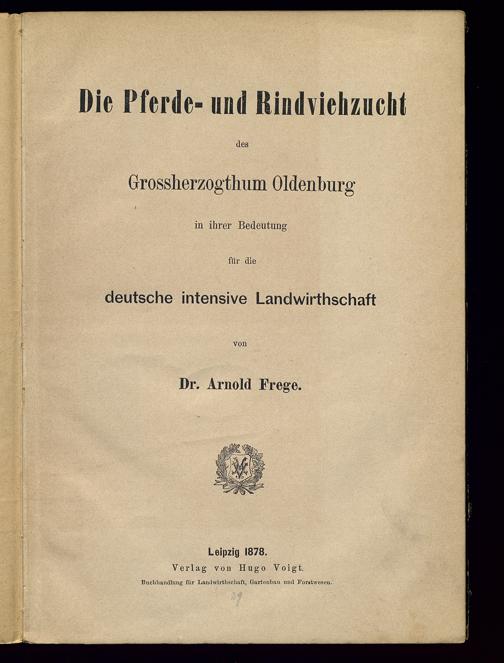 Die Pferde- und Rindviehzucht
des
Grossherzogthum Oldenburg
in ihrer Bedeutung
für die
deutsche intensive Landwirthschaft
von
Dr. Arnold Frege.
Leipzig 1878.
Verlag von Hugo Voigt.
Buchhandlung für Landwirthschaft, Gartenbau und Forstwesen.